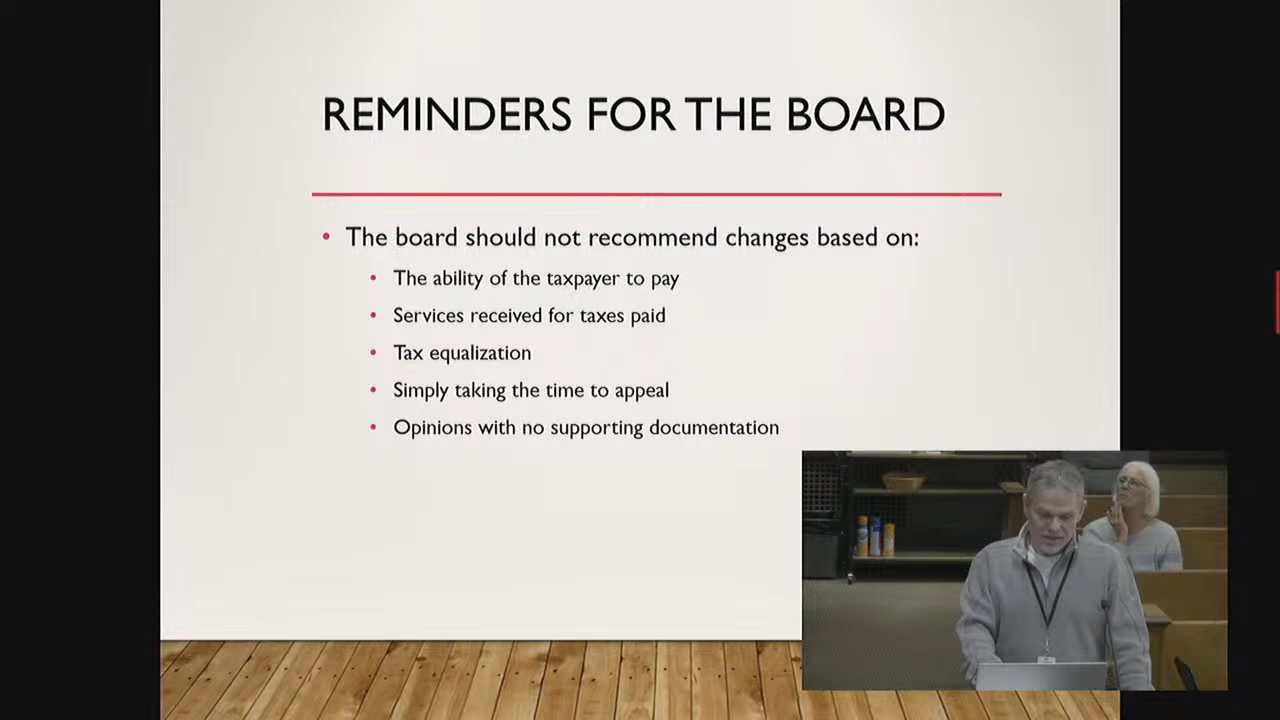 REMINDERS FOR THE BOARD
• The board should not recommend changes based on:
• The ability of the taxpayer to pay
• Services received for taxes paid
• Tax equalization
• Simply taking the time to appeal
• Opinions with no supporting documentation